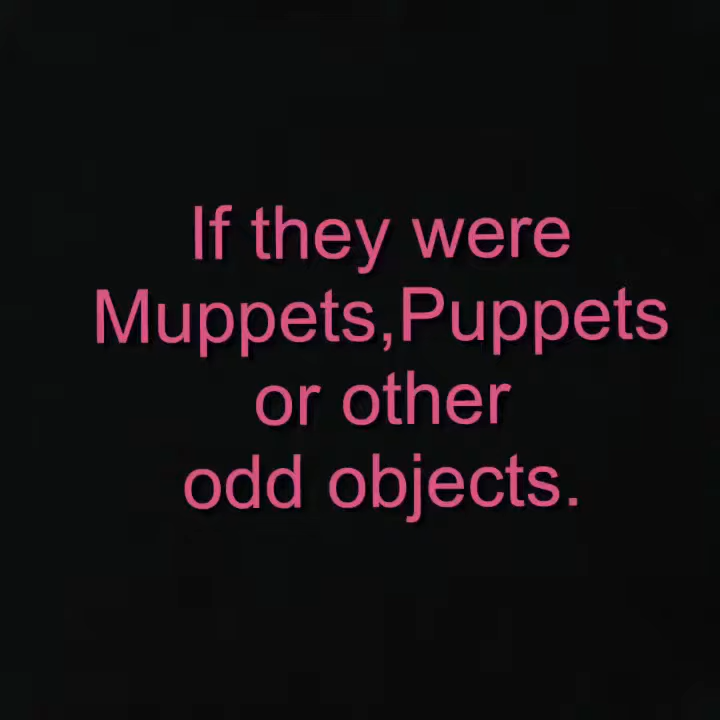 If they were
Muppets,Puppets
or other
odd objects.